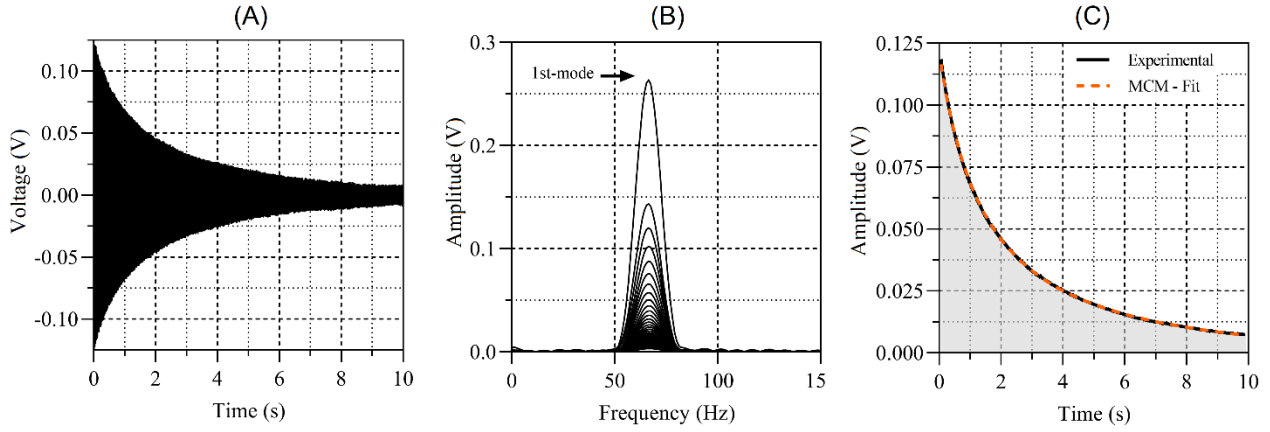 (A)
Voltage (V)
0.10
0.05
0.00
-0.05
-0.10
0 2 4 6 8 10
Time (s)
(B)
Amplitude (V)
0.3
0.2
0.1
0.0
1st-mode
0 50 100 15
Frequency (Hz)
(C)
Amplitude (V)
0.125
0.100
0.075
0.050
0.025
0.000
Experimental
MCM - Fit
0 2 4 6 8 10
Time (s)